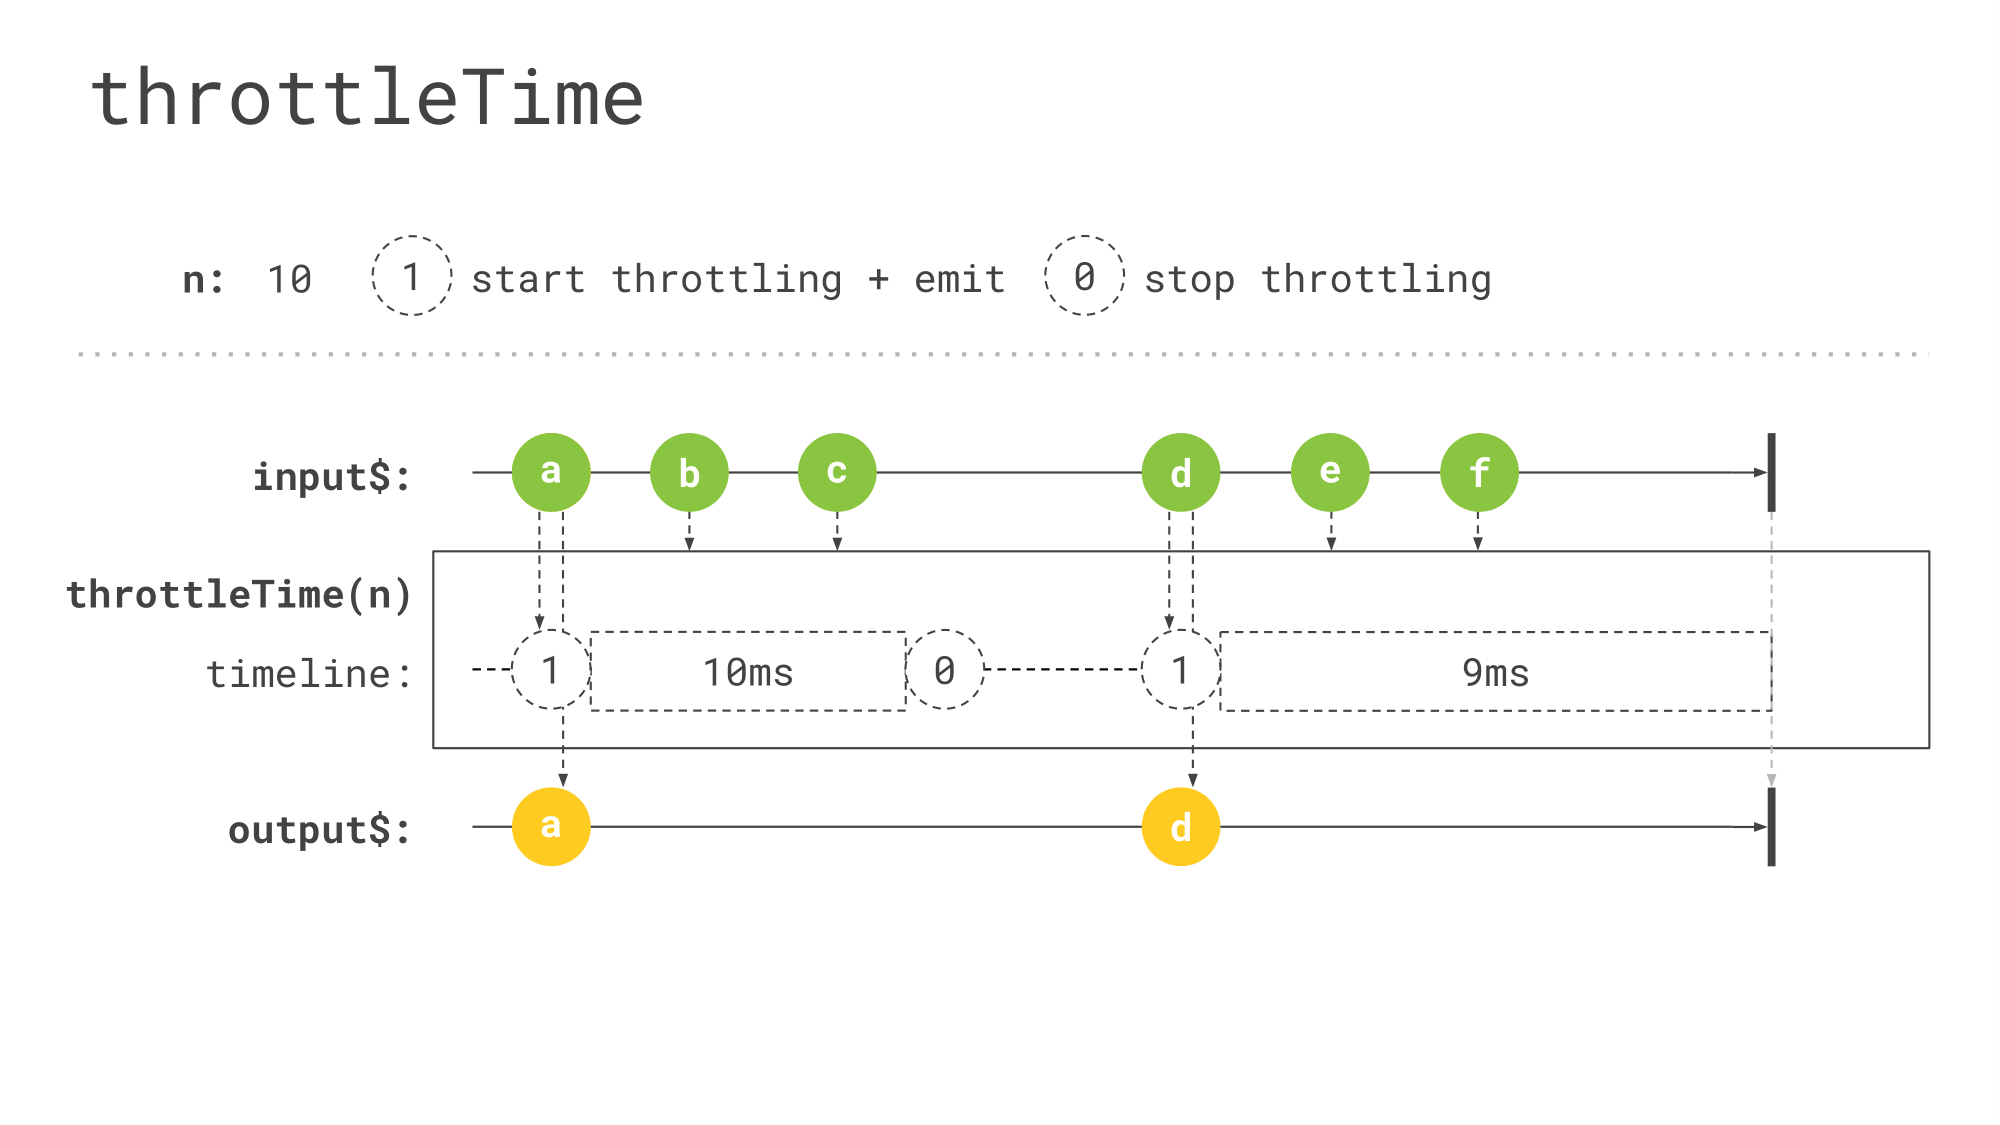 throttleTime
n: 10 1 start throttling + emit 0 stop throttling
input$: a b c d e f
throttleTime(n)
timeline: 1 10ms 0 1 9ms
output$: a d